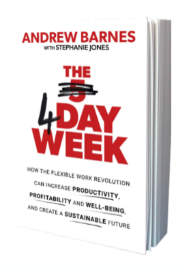 ANDREW BARNES
WITH STEPHANIE JONES
THE
5
4 DAY
WEEK
HOW THE FLEXIBLE WORK REVOLUTION
CAN INCREASE PRODUCTIVITY,
PROFITABILITY AND WELL-BEING,
AND CREATE A SUSTAINABLE FUTURE